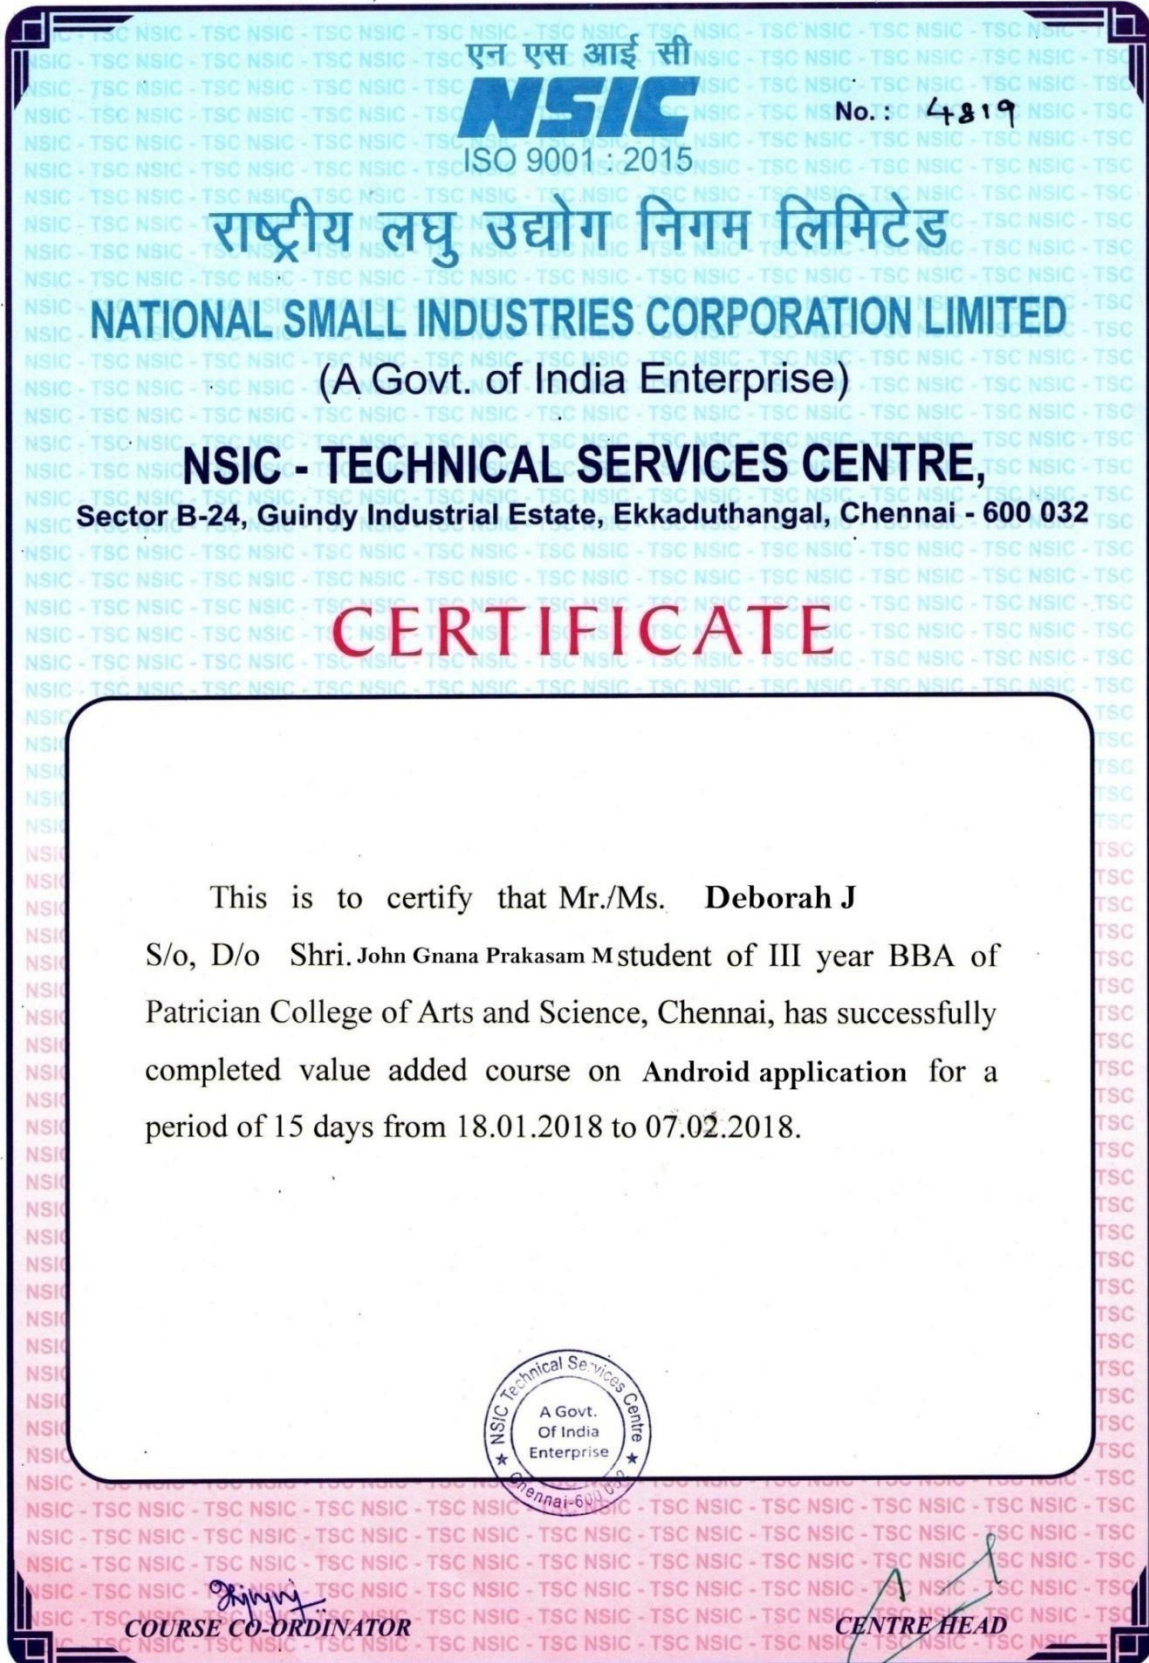 एन एस आई सी
NSIC
No.: 4819
ISO 9001 : 2015
राष्ट्रीय लघु उद्योग निगम लिमिटेड
NATIONAL SMALL INDUSTRIES CORPORATION LIMITED
(A Govt. of India Enterprise)
NSIC - TECHNICAL SERVICES CENTRE,
Sector B-24, Guindy Industrial Estate, Ekkaduthangal, Chennai - 600 032
CERTIFICATE
This is to certify that Mr./Ms. Deborah J
S/o, D/o Shri. John Gnana Prakasam M student of III year BBA of
Patrician College of Arts and Science, Chennai, has successfully
completed value added course on Android application for a
period of 15 days from 18.01.2018 to 07.02.2018.
NSIC Technical Services Centre
A Govt.
Of India
Enterprise
Chennai-600 032
COURSE CO-ORDINATOR
CENTRE HEAD